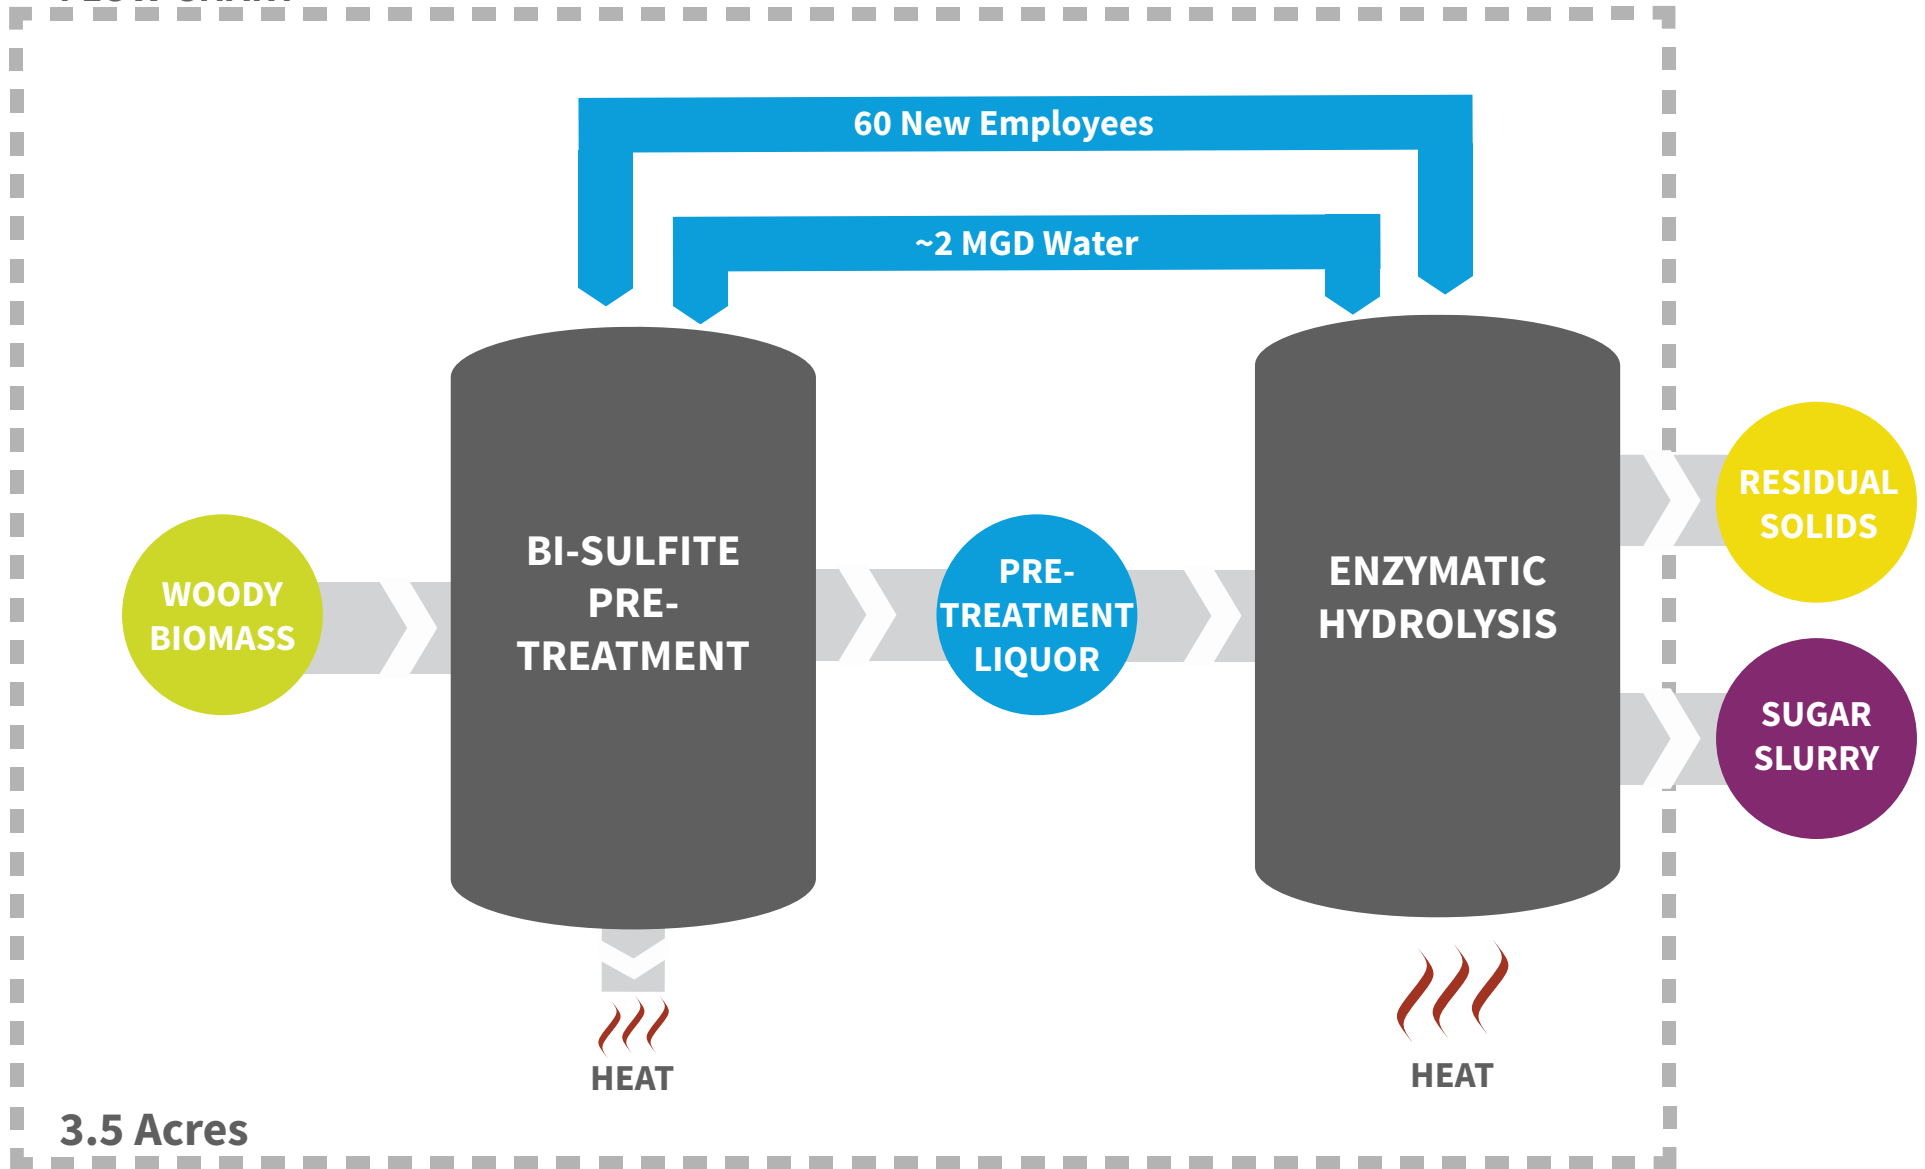 60 New Employees
~2 MGD Water
BI-SULFITE
PRE-
TREATMENT
ENZYMATIC
HYDROLYSIS
WOODY
BIOMASS
PRE-
TREATMENT
LIQUOR
RESIDUAL
SOLIDS
SUGAR
SLURRY
HEAT
HEAT
3.5 Acres